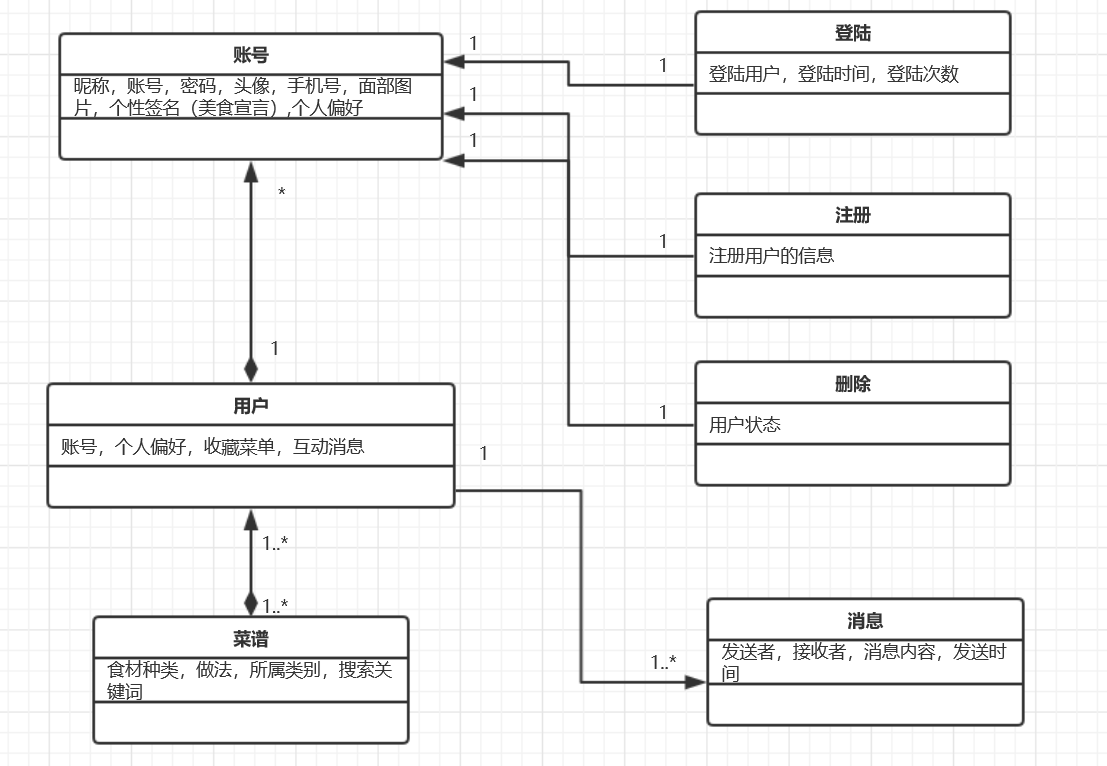 账号
昵称，账号，密码，头像，手机号，面部图
片，个性签名（美食宣言）,个人偏好
1
1
1
1
登陆
登陆用户，登陆时间，登陆次数
1
注册
注册用户的信息
1
删除
用户状态
*
1
用户
账号，个人偏好，收藏菜单，互动消息
1
1..*
1..*
菜谱
食材种类，做法，所属类别，搜索关
键词
1..*
消息
发送者，接收者，消息内容，发送时
间